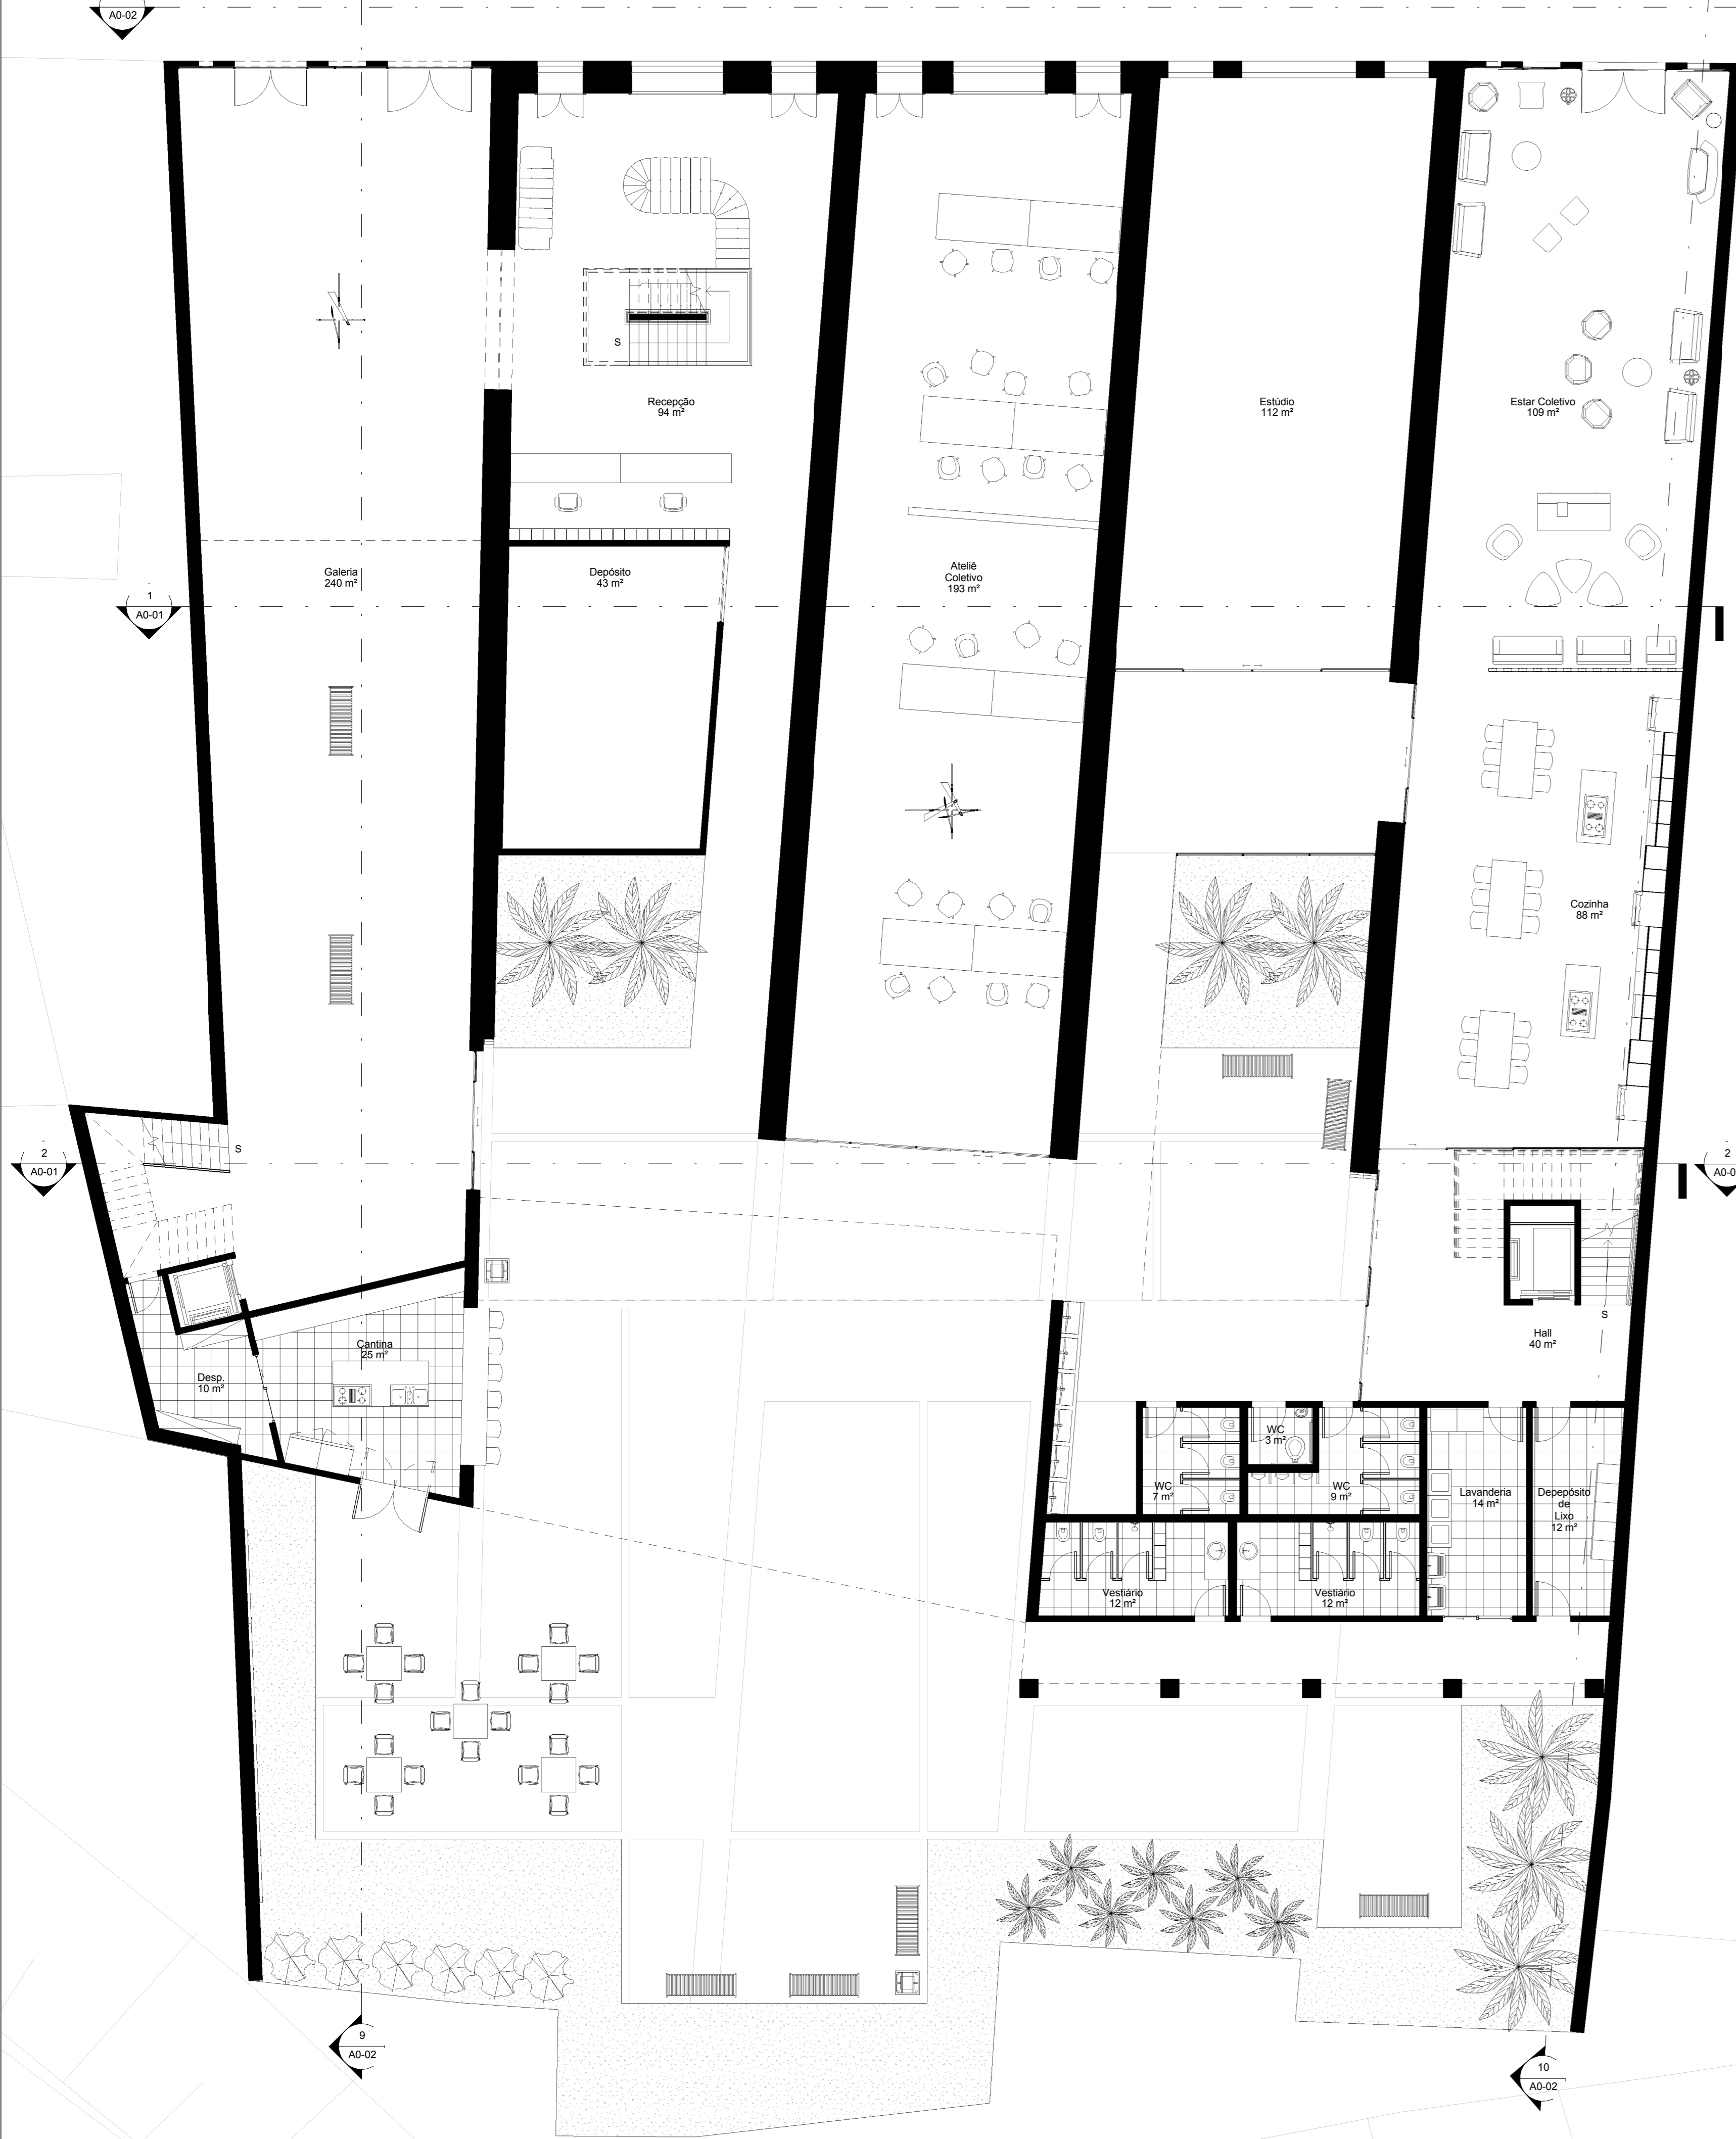 A0-02
S
Recepção
94 m²
Estúdio
112 m²
Estar Coletivo
109 m²
Galeria
240 m²
Depósito
43 m²
Ateliê
Coletivo
193 m²
1
A0-01
Cozinha
88 m²
S
2
A0-01
2
A0-0
S
Hall
40 m²
Cantina
25 m²
Desp.
10 m²
WC
3 m²
WC
7 m²
WC
9 m²
Lavanderia
14 m²
Depepósito
de
Lixo
12 m²
Vestiário
12 m²
Vestiário
12 m²
9
A0-02
10
A0-02